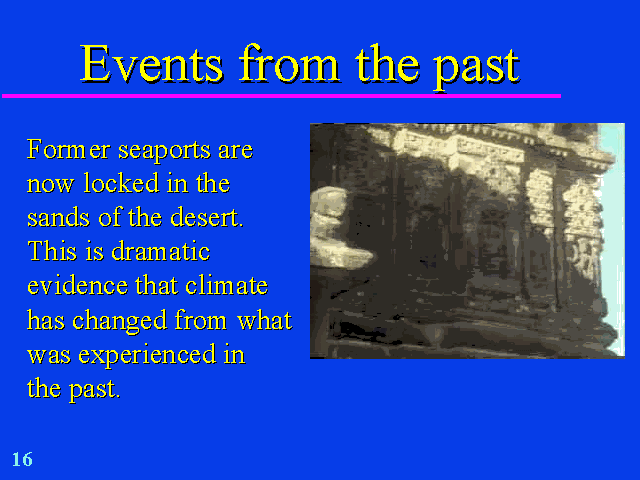 Events from the past
Former seaports are
now locked in the
sands of the desert.
This is dramatic
evidence that climate
has changed from what
was experienced in
the past.
16